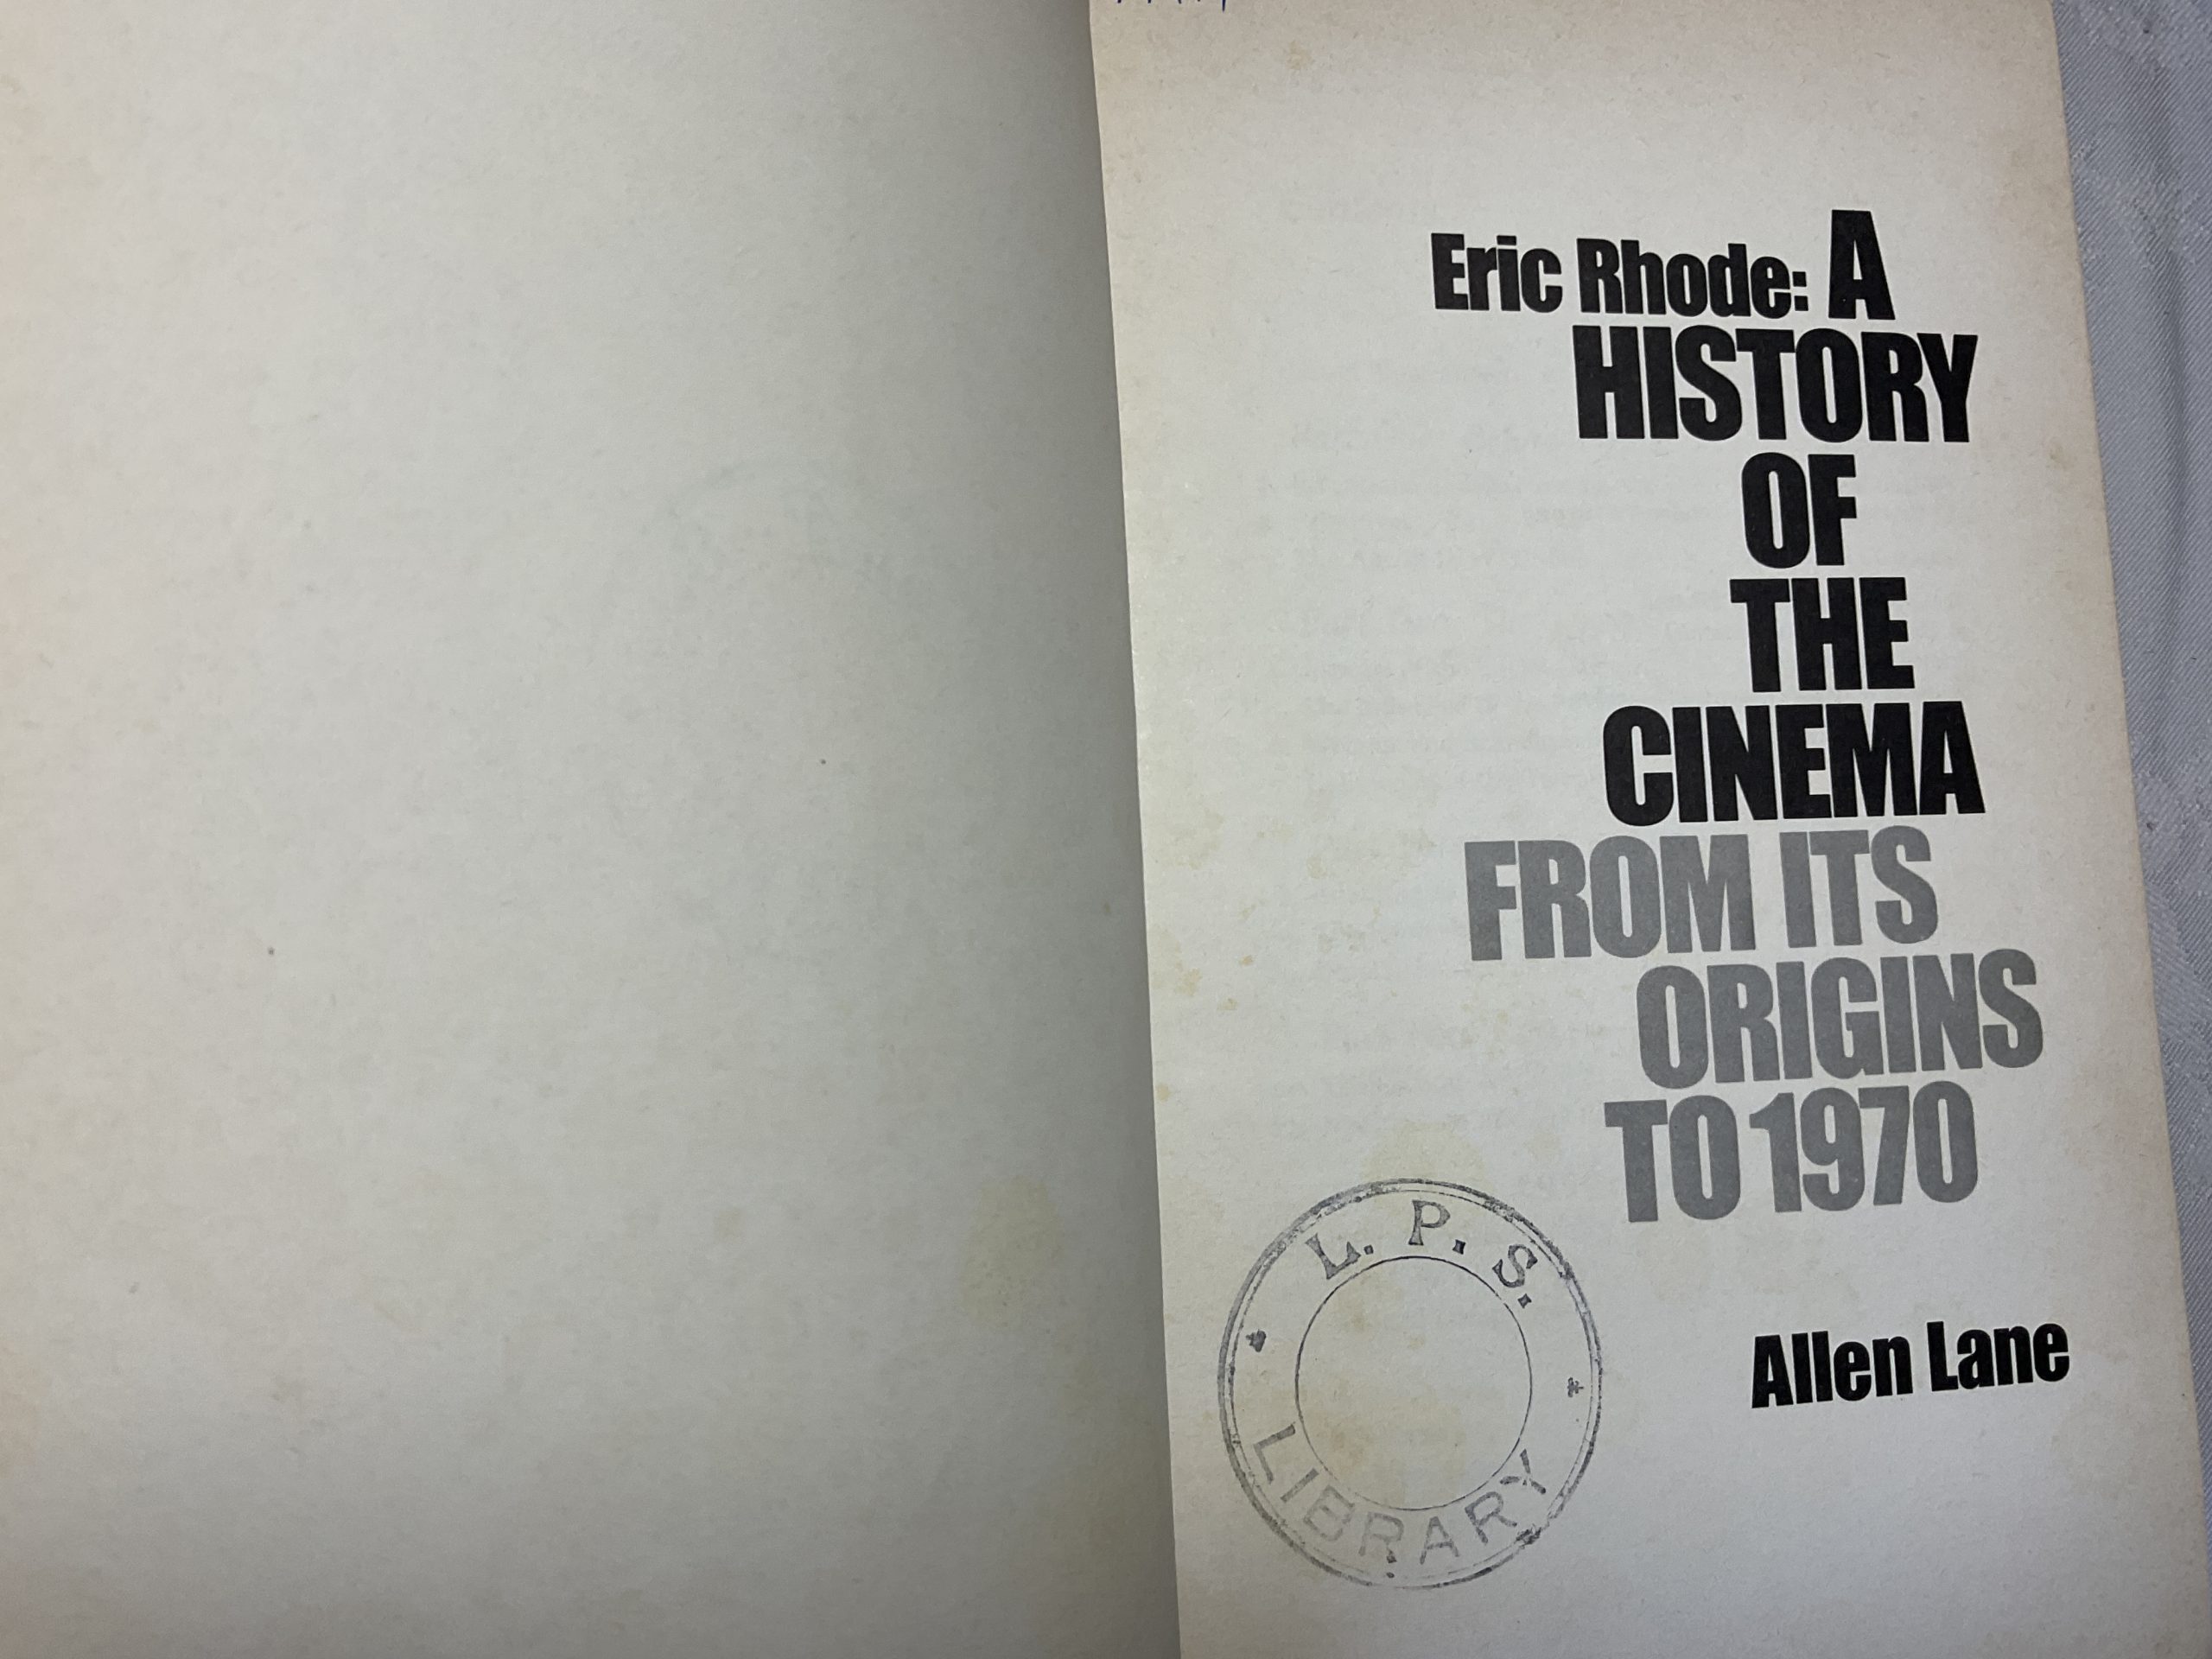 Eric Rhode: A
HISTORY
OF
THE
CINEMA
FROM ITS
ORIGINS
TO 1970
L. P. S.
LIBRARY
Allen Lane